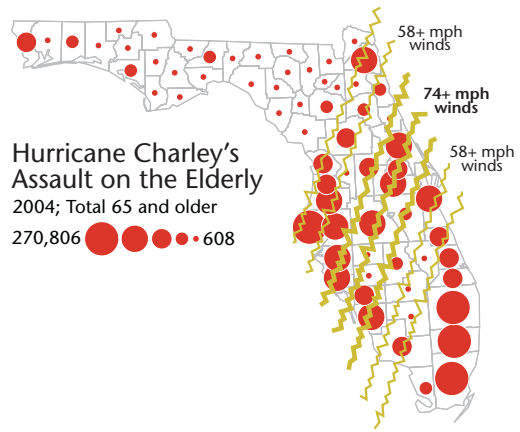 58+ mph
winds
74+ mph
winds
58+ mph
winds
Hurricane Charley's
Assault on the Elderly
2004; Total 65 and older
270,806 608